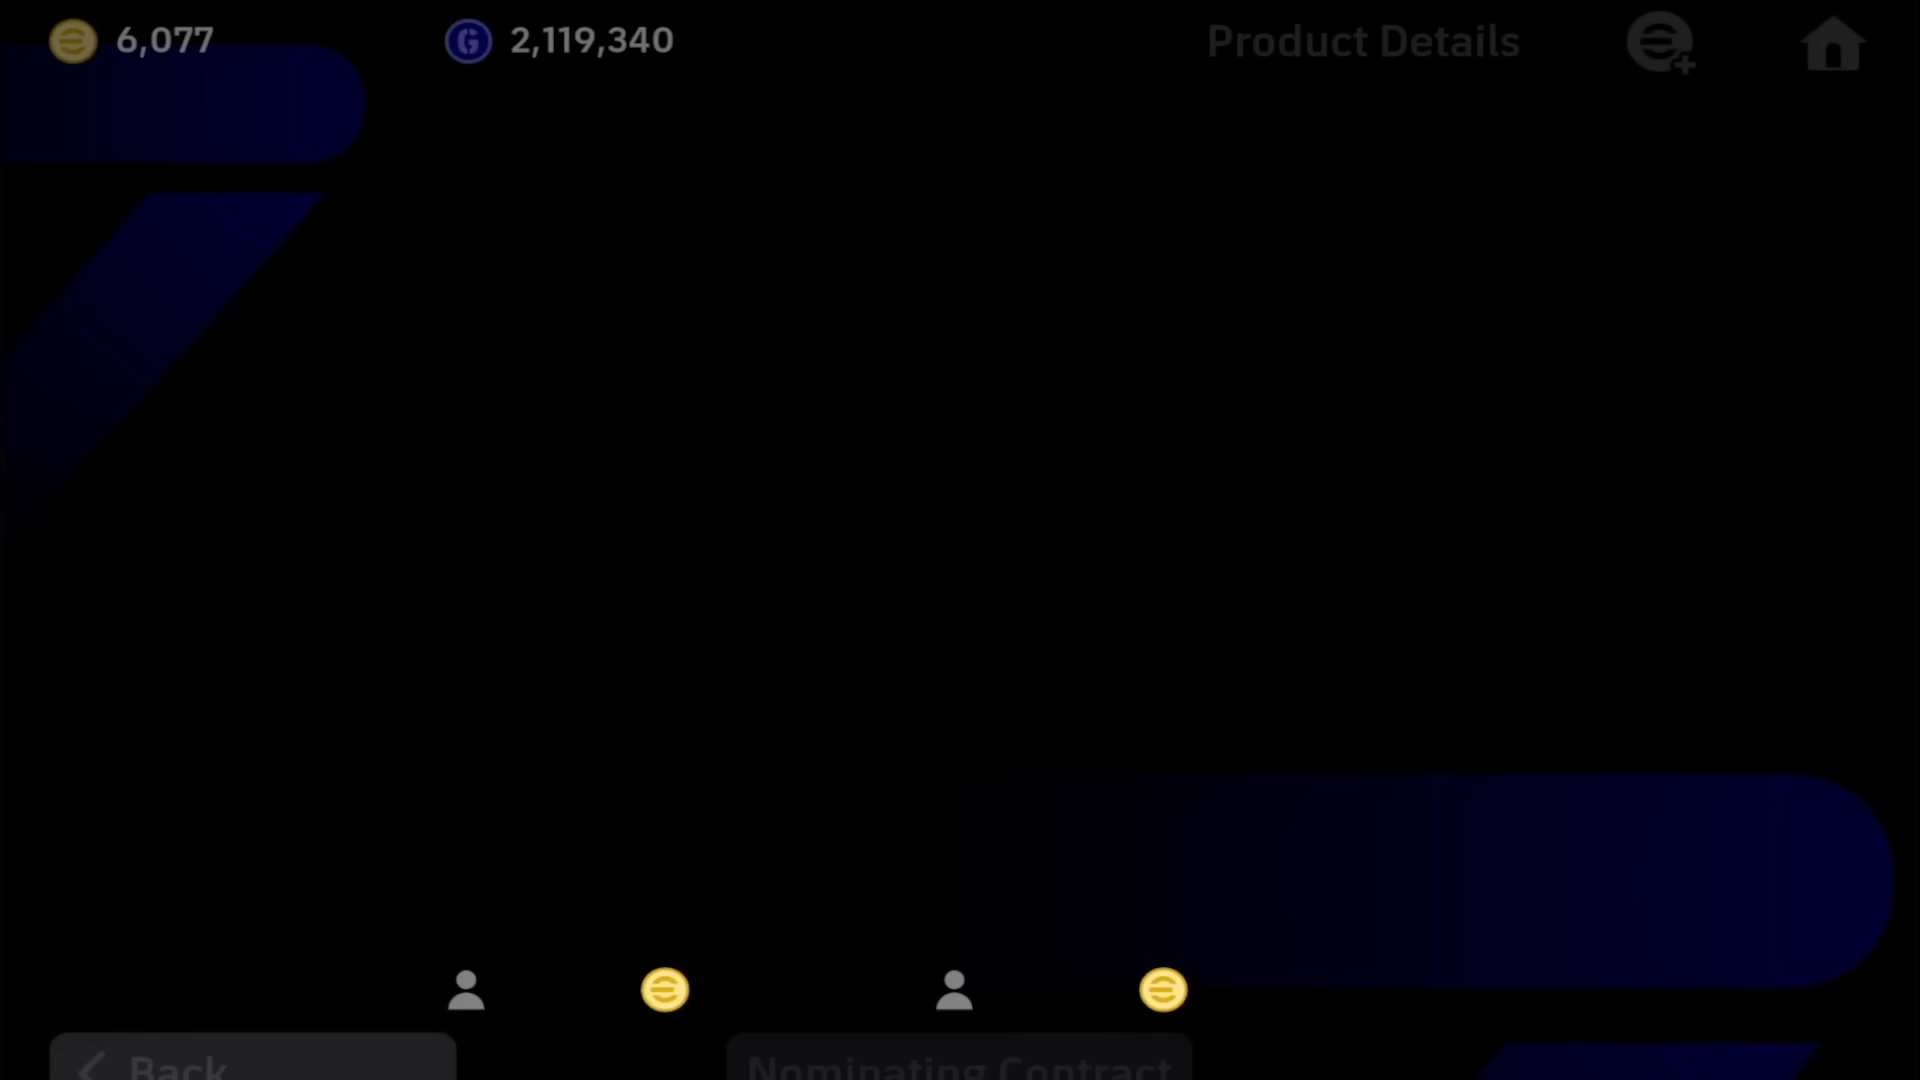 6,077
2,119,340
Product Details
Back
Nominating Contract